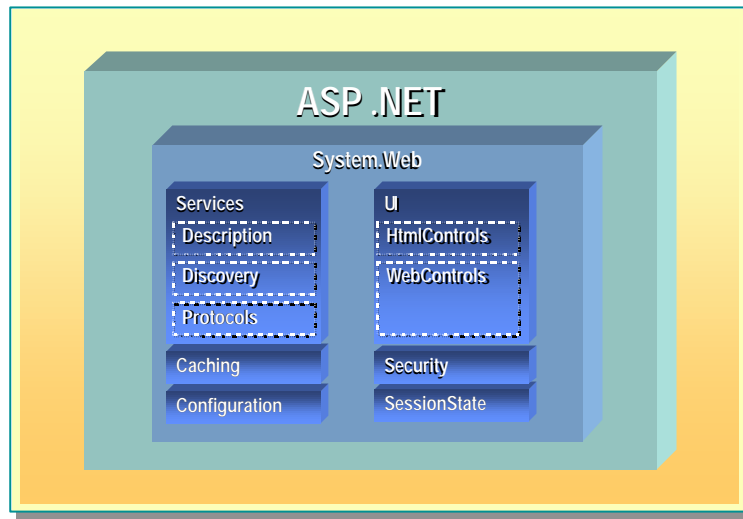 ASP .NET
System.Web
Services
Description
Discovery
Protocols
Caching
Configuration
UI
HtmlControls
WebControls
Security
SessionState